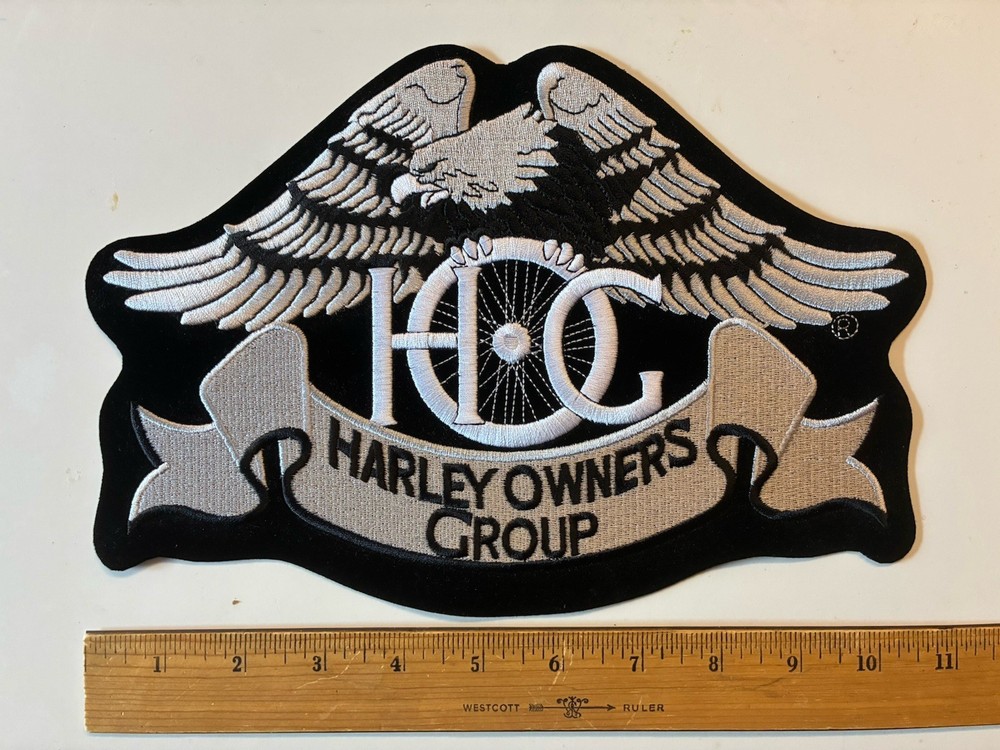 HOG
®
HARLEY OWNERS
GROUP
1 2 3 4 5 6 7 8 9 10 11
WESTCOTT RULER